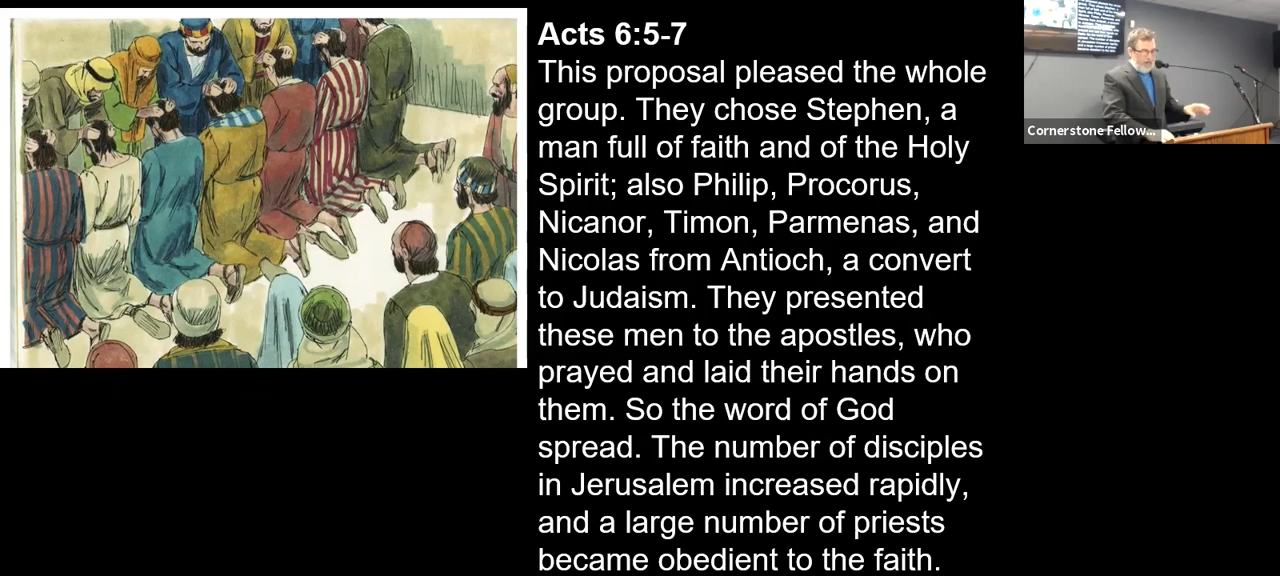 Acts 6:5-7
This proposal pleased the whole
group. They chose Stephen, a
man full of faith and of the Holy
Spirit; also Philip, Procorus,
Nicanor, Timon, Parmenas, and
Nicolas from Antioch, a convert
to Judaism. They presented
these men to the apostles, who
prayed and laid their hands on
them. So the word of God
spread. The number of disciples
in Jerusalem increased rapidly,
and a large number of priests
became obedient to the faith.
Cornerstone Fellow...